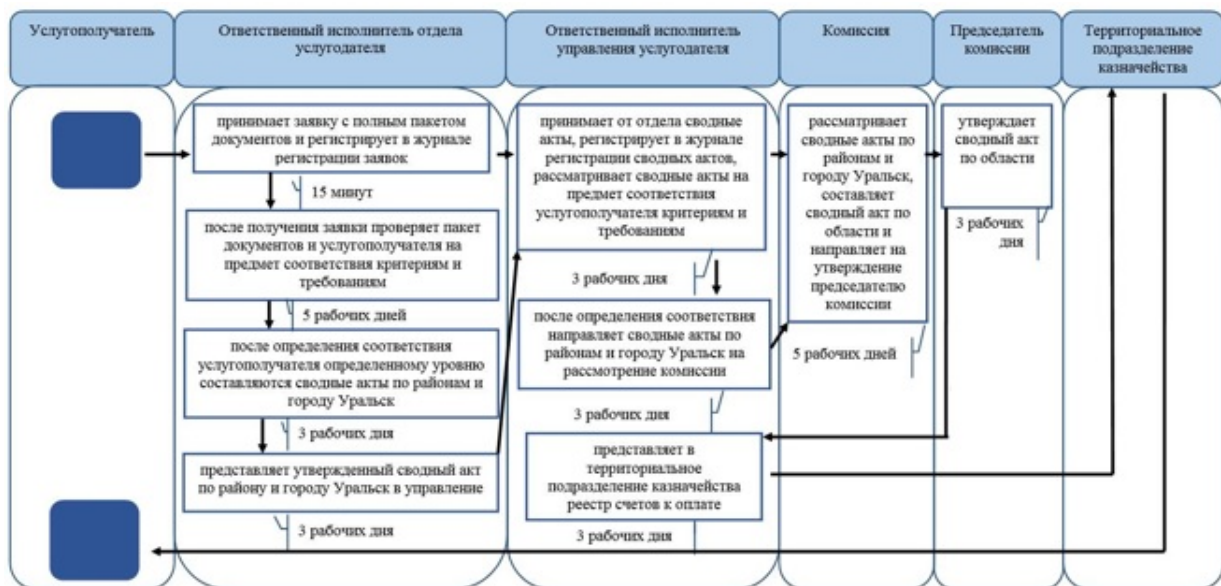 Услугополучатель
Ответственный исполнитель отдела
услугодателя
Ответственный исполнитель
управления услугодателя
Комиссия
Председатель
комиссии
Территориальное
подразделение
казначейства
принимает заявку с полным пакетом
документов и регистрирует в журнале
регистрации заявок
15 минут
после получения заявки проверяет пакет
документов и услугополучателя на
предмет соответствия критериям и
требованиям
5 рабочих дней
после определения соответствия
услугополучателя определенному уровню
составляются сводные акты по районам и
городу Уральск
3 рабочих дня
представляет утвержденный сводный акт
по району и городу Уральск в управление
3 рабочих дня
принимает от отдела сводные
акты, регистрирует в журнале
регистрации сводных актов,
рассматривает сводные акты на
предмет соответствия
услугополучателя критериям и
требованиям
3 рабочих дня
после определения соответствия
направляет сводные акты по
районам и городу Уральск на
рассмотрение комиссии
3 рабочих дня
представляет в
территориальное
подразделение казначейства
реестр счетов к оплате
3 рабочих дня
рассматривает
сводные акты по
районам и
городу Уральск,
составляет
сводный акт по
области и
направляет на
утверждение
председателю
комиссии
5 рабочих дней
утверждает
сводный акт
по области
3 рабочих
дня